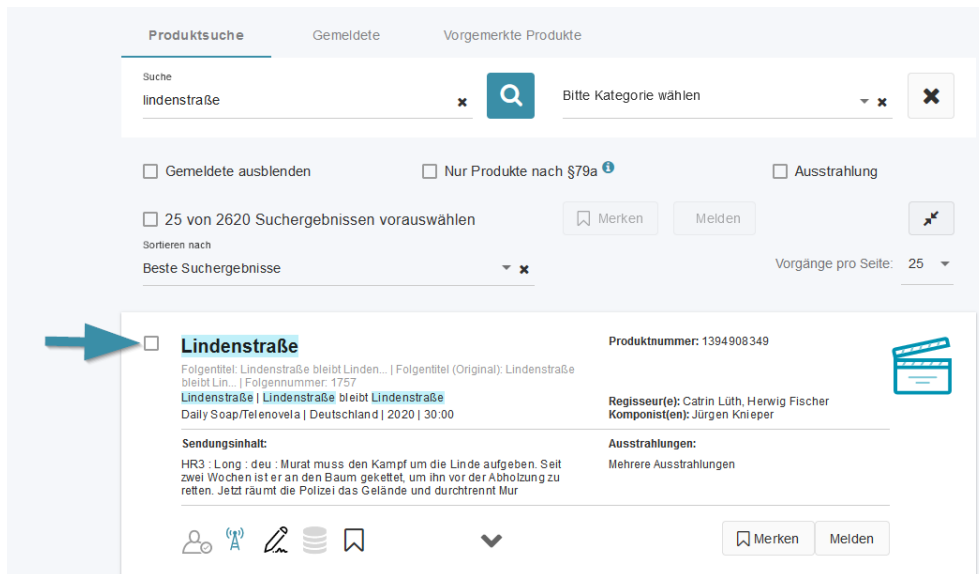 Produktsuche Gemeldete Vorgemerkte Produkte
Suche
lindenstraße
Bitte Kategorie wählen
Gemeldete ausblenden Nur Produkte nach §79a Ausstrahlung
25 von 2620 Suchergebnissen vorauswählen Merken Melden
Sortieren nach
Beste Suchergebnisse
Vorgänge pro Seite: 25
Lindenstraße
Folgentitel: Lindenstraße bleibt Linden... | Folgentitel (Original): Lindenstraße
bleibt Lin... | Folgennummer: 1757
Lindenstraße | Lindenstraße bleibt Lindenstraße
Daily Soap/Telenovela | Deutschland | 2020 | 30:00
Produktnummer: 1394908349
Regisseur(e): Catrin Lüth, Herwig Fischer
Komponist(en): Jürgen Knieper
Sendungsinhalt:
HR3 : Long : deu : Murat muss den Kampf um die Linde aufgeben. Seit
zwei Wochen ist er an den Baum gekettet, um ihn vor der Abholzung zu
retten. Jetzt räumt die Polizei das Gelände und durchtrennt Mur
Ausstrahlungen:
Mehrere Ausstrahlungen
Merken Melden